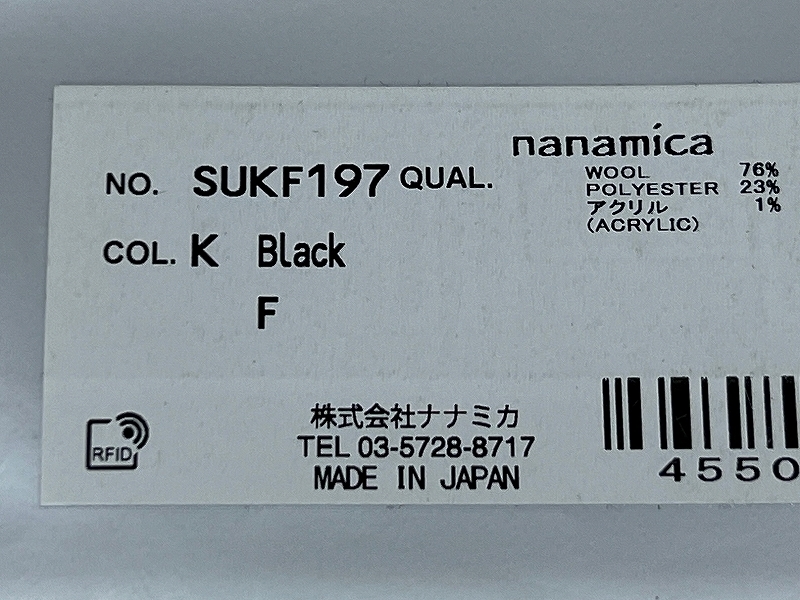 nanamica
NO. SUKF197 QUAL.
WOOL 76%
POLYESTER 23%
アクリル 1%
(ACRYLIC)
COL. K Black
F
RFID
株式会社ナナミカ
TEL 03-5728-8717
MADE IN JAPAN
4550